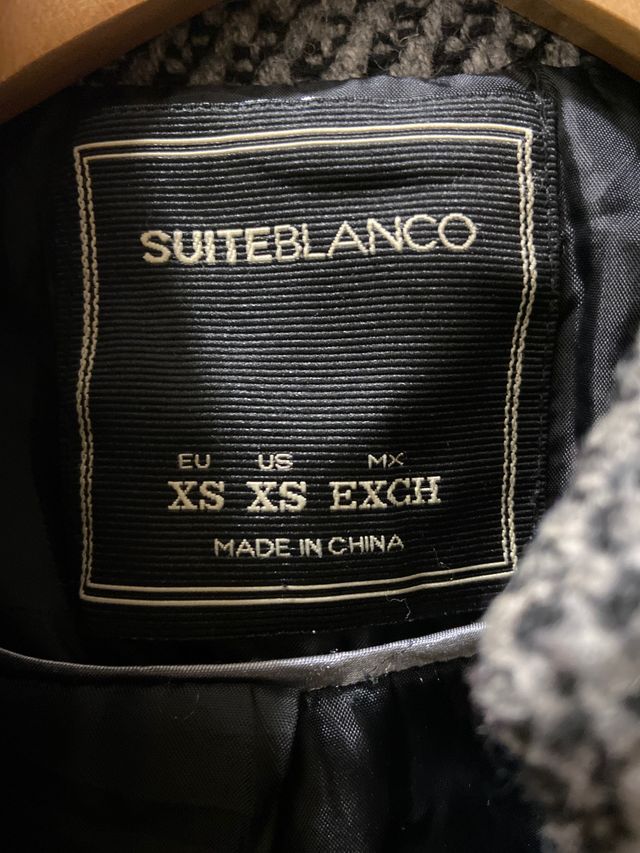 SUITEBLANCO
EU US MX
XS XS EXCH
MADE IN CHINA